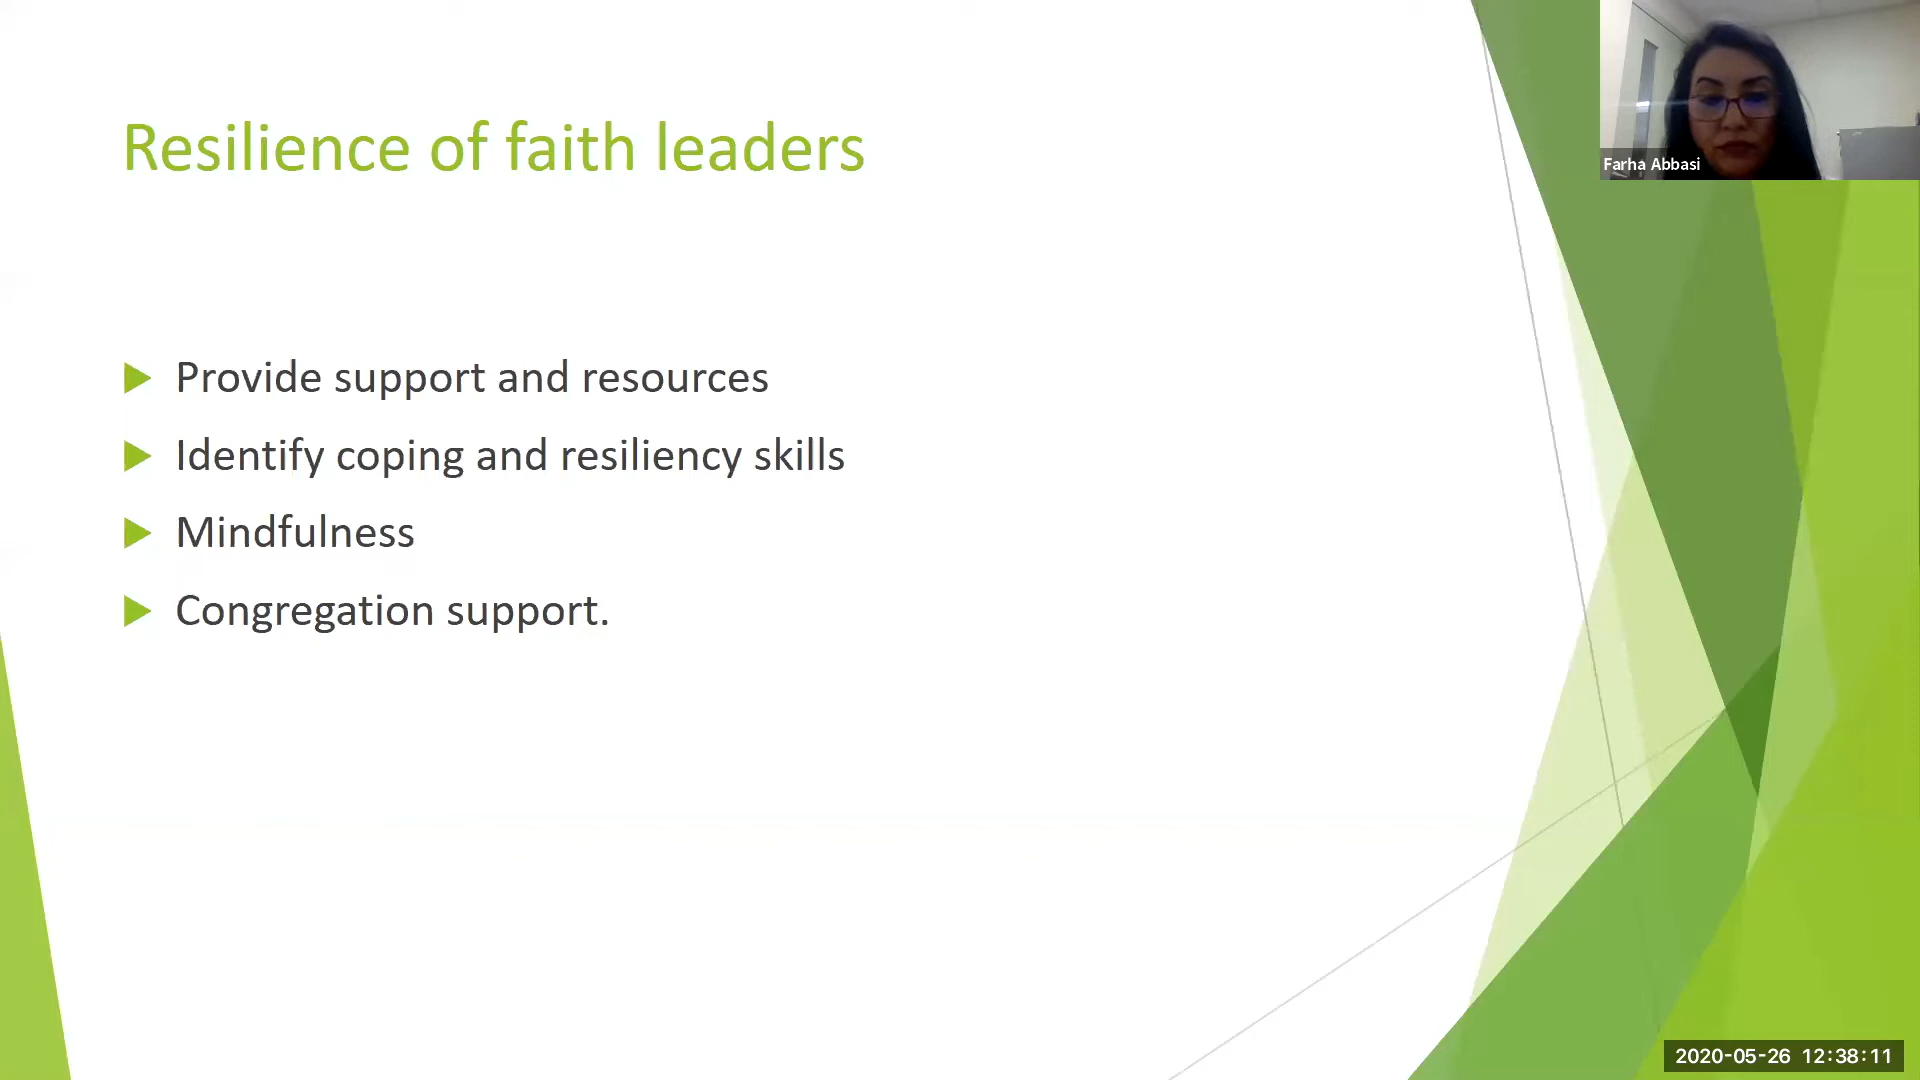 Resilience of faith leaders
Farha Abbasi
Provide support and resources
Identify coping and resiliency skills
Mindfulness
Congregation support.
2020-05-26 12:38:11